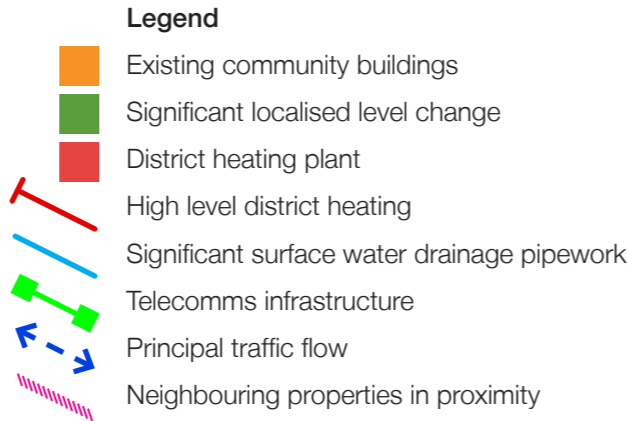 Legend
Existing community buildings
Significant localised level change
District heating plant
High level district heating
Significant surface water drainage pipework
Telecomms infrastructure
Principal traffic flow
Neighbouring properties in proximity